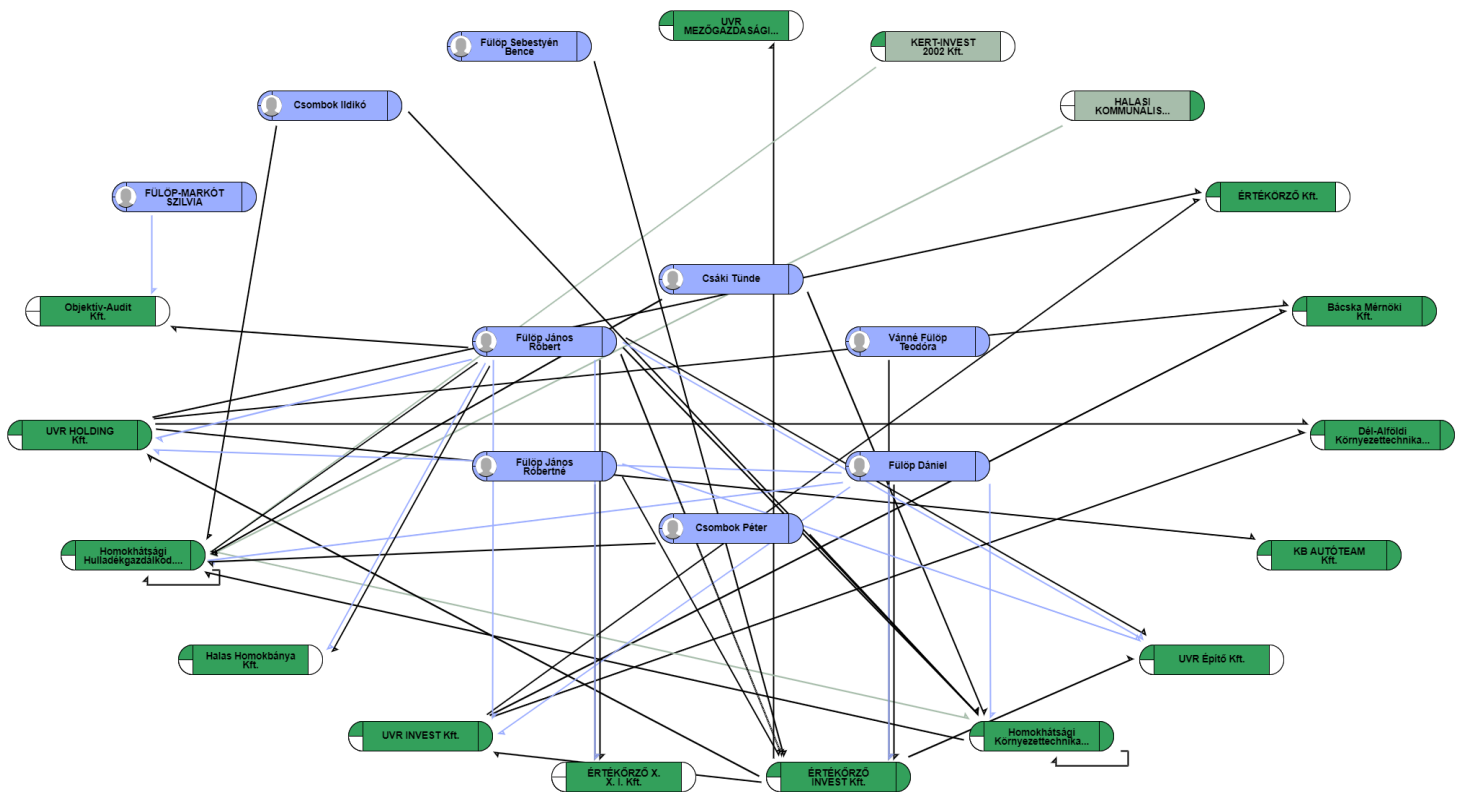 UVR
MEZŐGAZDASÁGI...
Fülöp Sebestyén
Bence
KERT-INVEST
2002 Kft.
Csombok Ildikó
HALASI
KOMMUNÁLIS...
FÜLÖP-MARKÓT
SZILVIA
ÉRTÉKŐRZŐ Kft.
Csáki Tünde
Objektív-Audit
Kft.
Bácska Mérnöki
Kft.
Fülöp János
Róbert
Vánné Fülöp
Teodóra
UVR HOLDING
Kft.
Dél-Alföldi
Környezettechnika...
Fülöp János
Róbertné
Fülöp Dániel
Csombok Péter
Homokhátsági
Hulladékgazdálkod....
KB AUTÓTEAM
Kft.
Halas Homokbánya
Kft.
UVR Építő Kft.
UVR INVEST Kft.
Homokhátsági
Környezettechnika...
ÉRTÉKŐRZŐ X.
X. I. Kft.
ÉRTÉKŐRZŐ
INVEST Kft.